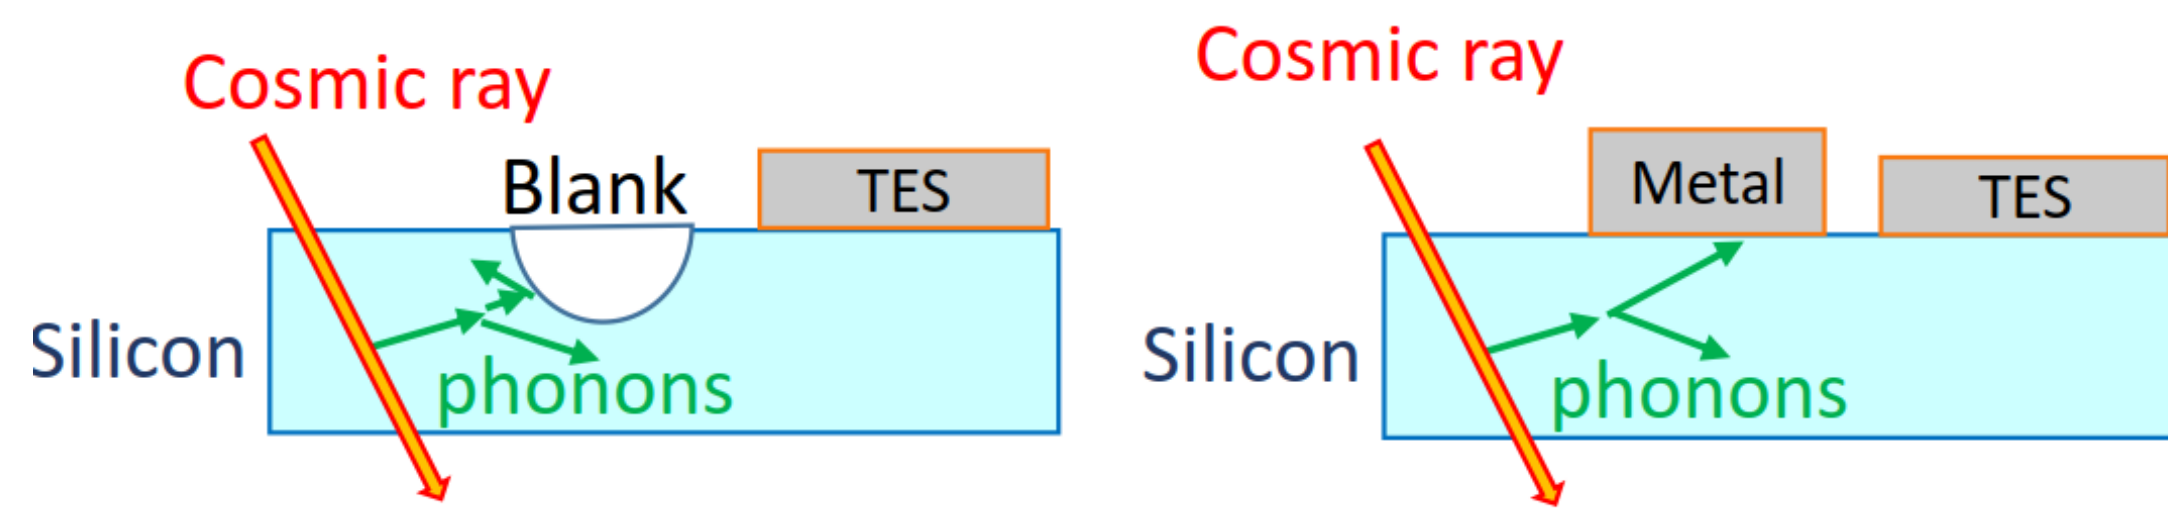 Cosmic ray
Blank
TES
Silicon
phonons
Cosmic ray
Metal
TES
Silicon
phonons